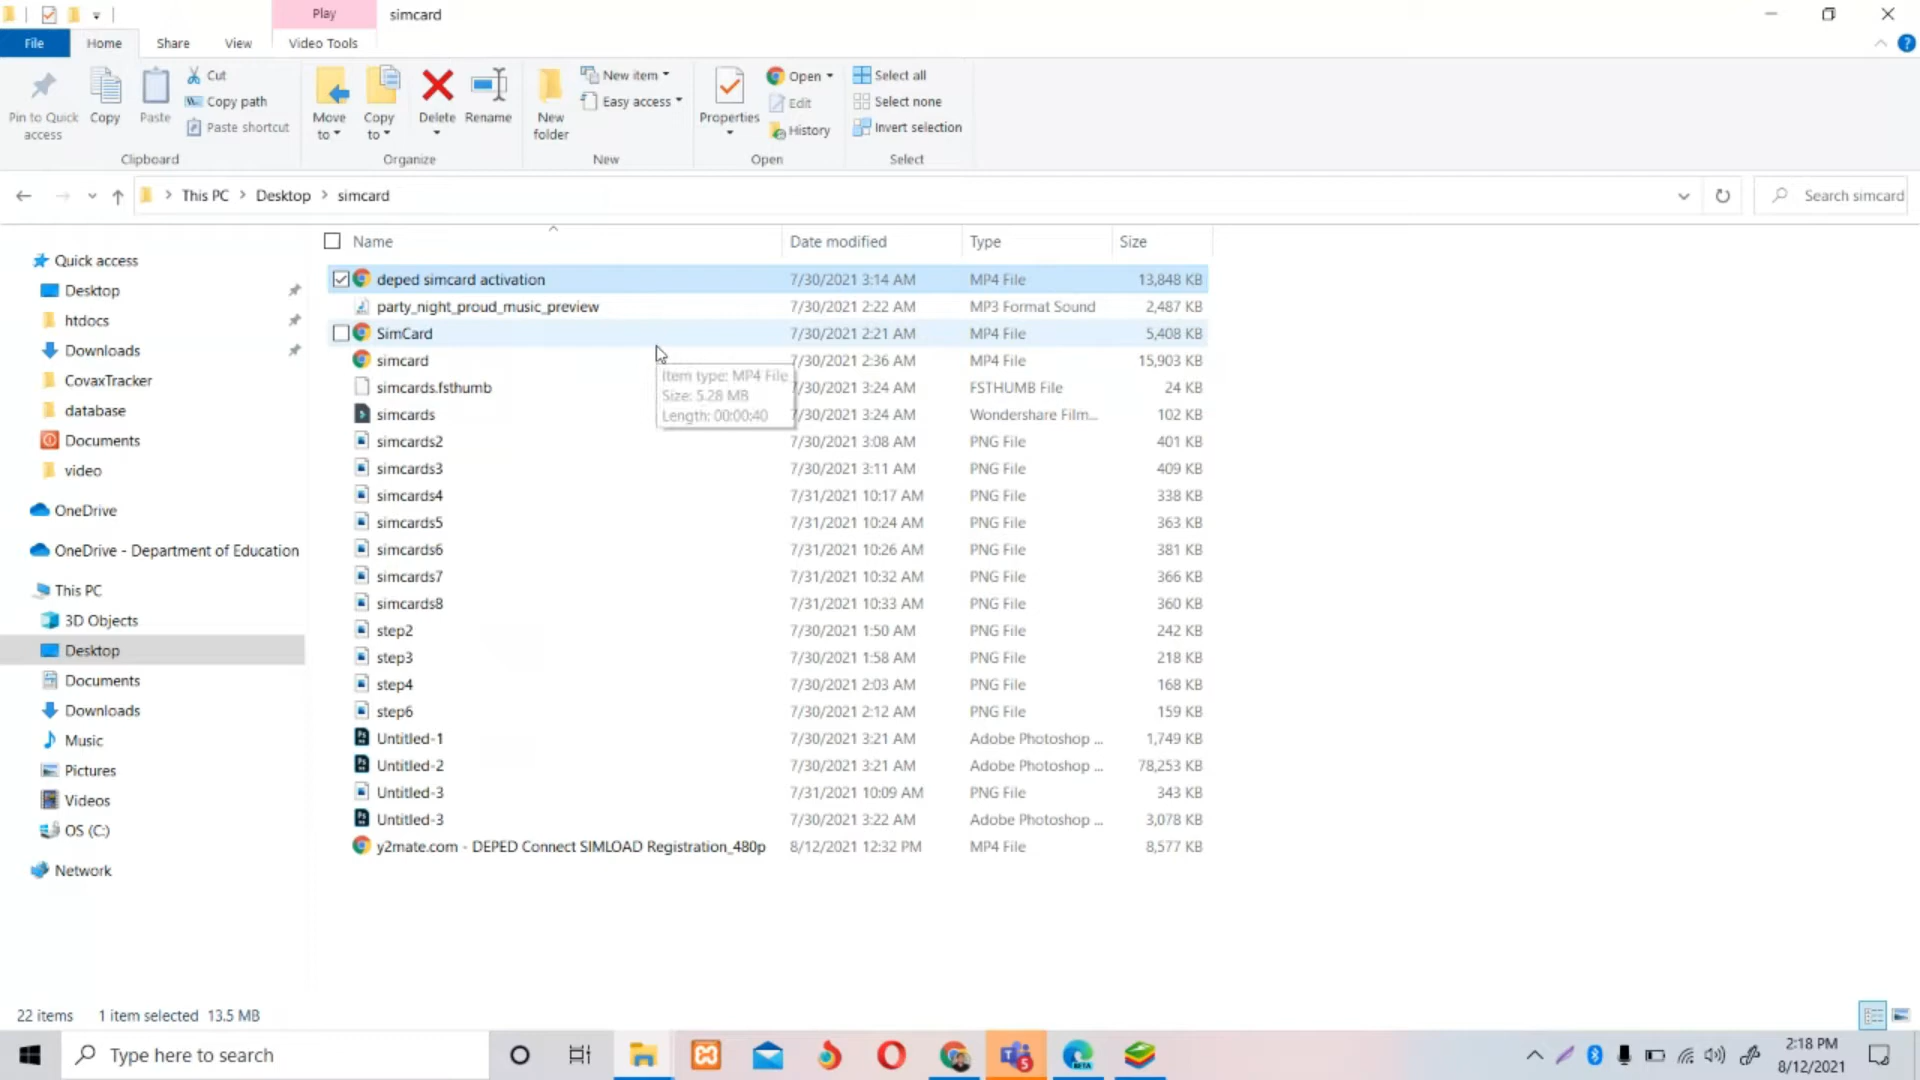 Play
simcard
File
Home
Share
View
Video Tools
Pin to Quick access
Copy
Paste
Cut
Copy path
Paste shortcut
Clipboard
Move to
Copy to
Delete
Rename
Organize
New folder
New item
Easy access
New
Properties
Open
Edit
History
Open
Select all
Select none
Invert selection
Select
This PC > Desktop > simcard
Search simcard
Name Date modified Type Size
Quick access
Desktop
htdocs
Downloads
CovaxTracker
database
Documents
video
OneDrive
OneDrive - Department of Education
This PC
3D Objects
Desktop
Documents
Downloads
Music
Pictures
Videos
OS (C:)
Network
deped simcard activation 7/30/2021 3:14 AM MP4 File 13,848 KB
party_night_proud_music_preview 7/30/2021 2:22 AM MP3 Format Sound 2,487 KB
SimCard 7/30/2021 2:21 AM MP4 File 5,408 KB
simcard 7/30/2021 2:36 AM MP4 File 15,903 KB
simcards.fsthumb 7/30/2021 3:24 AM FSTHUMB File 24 KB
simcards 7/30/2021 3:24 AM Wondershare Film... 102 KB
simcards2 7/30/2021 3:08 AM PNG File 401 KB
simcards3 7/30/2021 3:11 AM PNG File 409 KB
simcards4 7/31/2021 10:17 AM PNG File 338 KB
simcards5 7/31/2021 10:24 AM PNG File 363 KB
simcards6 7/31/2021 10:26 AM PNG File 381 KB
simcards7 7/31/2021 10:32 AM PNG File 366 KB
simcards8 7/31/2021 10:33 AM PNG File 360 KB
step2 7/30/2021 1:50 AM PNG File 242 KB
step3 7/30/2021 1:58 AM PNG File 218 KB
step4 7/30/2021 2:03 AM PNG File 168 KB
step6 7/30/2021 2:12 AM PNG File 159 KB
Untitled-1 7/30/2021 3:21 AM Adobe Photoshop ... 1,749 KB
Untitled-2 7/30/2021 3:21 AM Adobe Photoshop ... 78,253 KB
Untitled-3 7/31/2021 10:09 AM PNG File 343 KB
Untitled-3 7/30/2021 3:22 AM Adobe Photoshop ... 3,078 KB
y2mate.com - DEPED Connect SIMLOAD Registration_480p 8/12/2021 12:32 PM MP4 File 8,577 KB
Item type: MP4 File
Size: 5.28 MB
Length: 00:00:40
22 items 1 item selected 13.5 MB
Type here to search
2:18 PM
8/12/2021